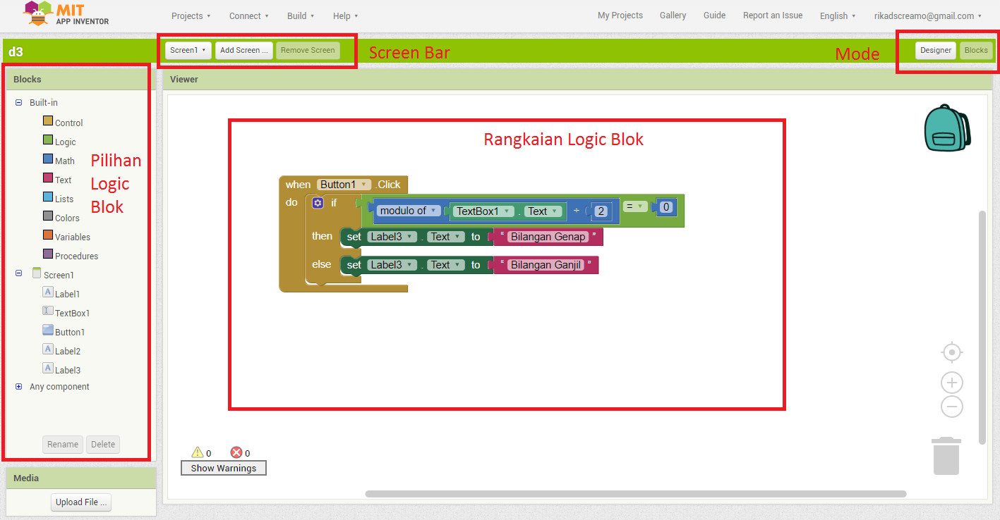 MIT
APP INVENTOR
Projects Connect Build Help My Projects Gallery Guide Report an Issue English rikadscreamo@gmail.com
d3 Screen1 Add Screen ... Remove Screen Screen Bar Mode Designer Blocks
Blocks
Built-in
Control
Logic
Math
Text
Lists
Colors
Variables
Procedures
Pilihan
Logic
Blok
Screen1
Label1
TextBox1
Button1
Label2
Label3
Any component
Rename Delete
Media
Upload File ...
Viewer
Rangkaian Logic Blok
when Button1 .Click
do if modulo of TextBox1 . Text ÷ 2 = 0
then set Label3 . Text to “ Bilangan Genap ”
else set Label3 . Text to “ Bilangan Ganjil ”
0 0
Show Warnings